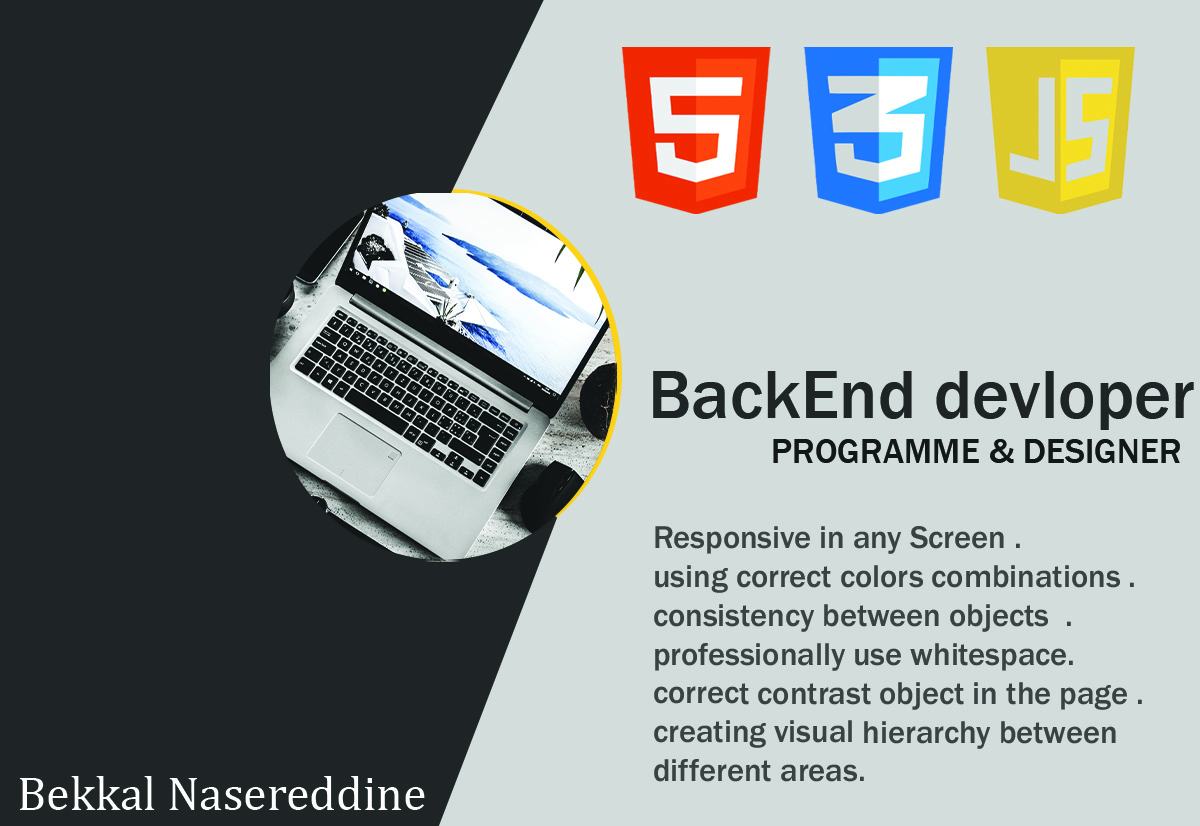 5
3
JS
BackEnd devloper
PROGRAMME & DESIGNER
Responsive in any Screen .
using correct colors combinations .
consistency between objects  .
professionally use whitespace.
correct contrast object in the page .
creating visual hierarchy between
different areas.
Bekkal Nasereddine